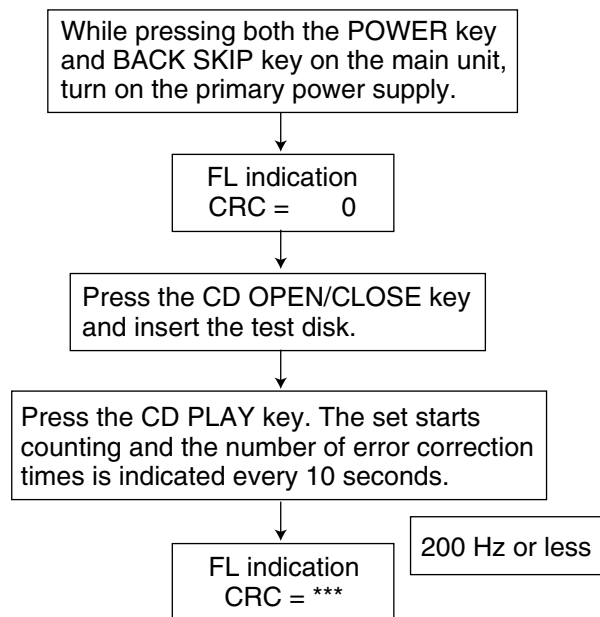 While pressing both the POWER key
and BACK SKIP key on the main unit,
turn on the primary power supply.
FL indication
CRC = 0
Press the CD OPEN/CLOSE key
and insert the test disk.
Press the CD PLAY key. The set starts
counting and the number of error correction
times is indicated every 10 seconds.
200 Hz or less
FL indication
CRC = ***